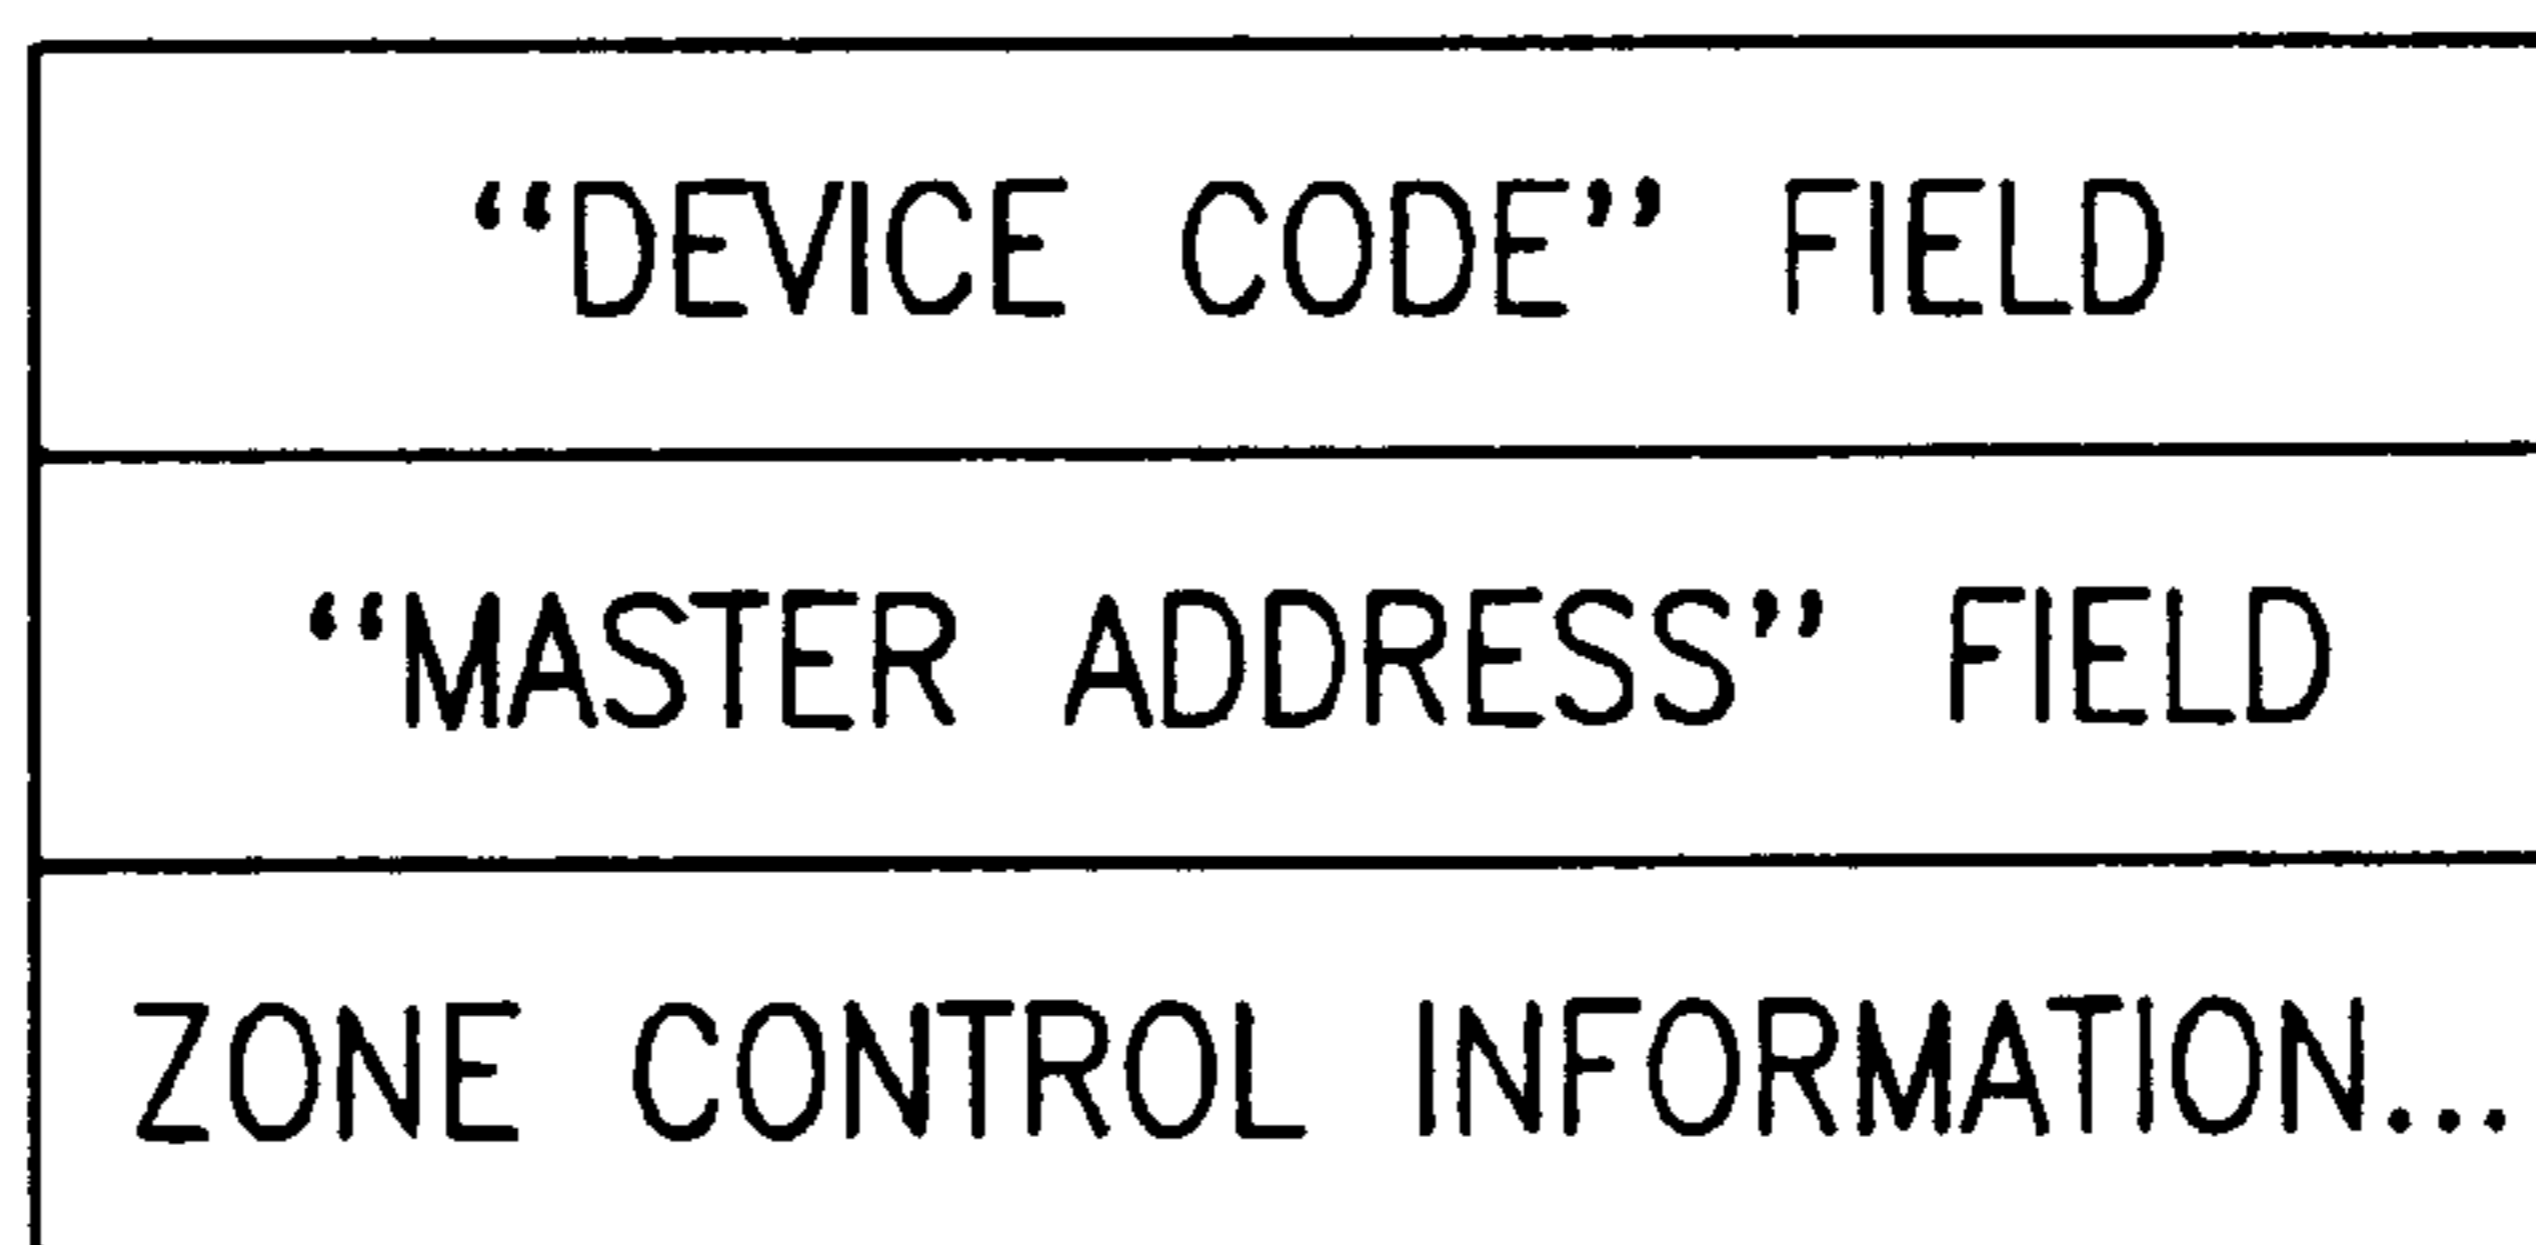 “DEVICE CODE” FIELD
“MASTER ADDRESS” FIELD
ZONE CONTROL INFORMATION...